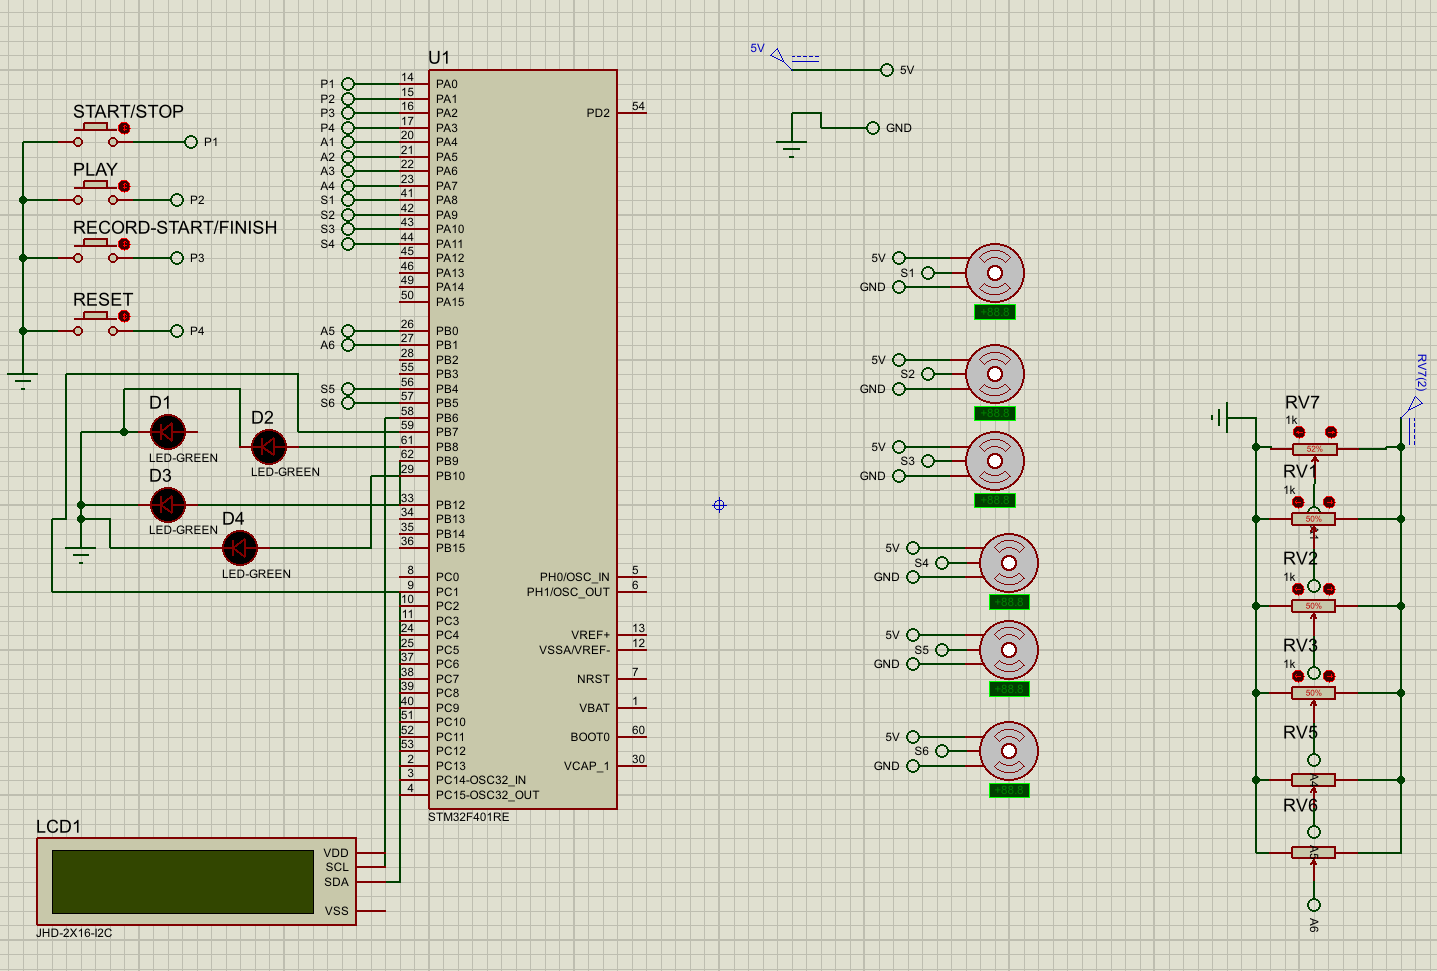 U1
STM32F401RE
P1 14 PA0
P2 15 PA1
P3 16 PA2
P4 17 PA3
A1 20 PA4
A2 21 PA5
A3 22 PA6
A4 23 PA7
S1 41 PA8
S2 42 PA9
S3 43 PA10
S4 44 PA11
45 PA12
46 PA13
49 PA14
50 PA15
A5 26 PB0
A6 27 PB1
28 PB2
55 PB3
S5 56 PB4
S6 57 PB5
58 PB6
59 PB7
61 PB8
62 PB9
29 PB10
33 PB12
34 PB13
35 PB14
36 PB15
8 PC0
9 PC1
10 PC2
11 PC3
24 PC4
25 PC5
37 PC6
38 PC7
39 PC8
40 PC9
51 PC10
52 PC11
53 PC12
2 PC13
3 PC14-OSC32_IN
4 PC15-OSC32_OUT
PD2 54
PH0/OSC_IN 5
PH1/OSC_OUT 6
VREF+ 13
VSSA/VREF- 12
NRST 7
VBAT 1
BOOT0 60
VCAP_1 30
START/STOP
P1
PLAY
P2
RECORD-START/FINISH
P3
RESET
P4
D1
LED-GREEN
D2
LED-GREEN
D3
LED-GREEN
D4
LED-GREEN
LCD1
VDD
SCL
SDA
VSS
JHD-2X16-I2C
5V
5V
GND
5V
S1
GND
+88.8
5V
S2
GND
+88.8
5V
S3
GND
+88.8
5V
S4
GND
+88.8
5V
S5
GND
+88.8
5V
S6
GND
+88.8
RV7(2)
RV7
1k
52%
RV1
1k
50%
RV2
1k
50%
RV3
1k
50%
RV5
A4
RV6
A5
A6